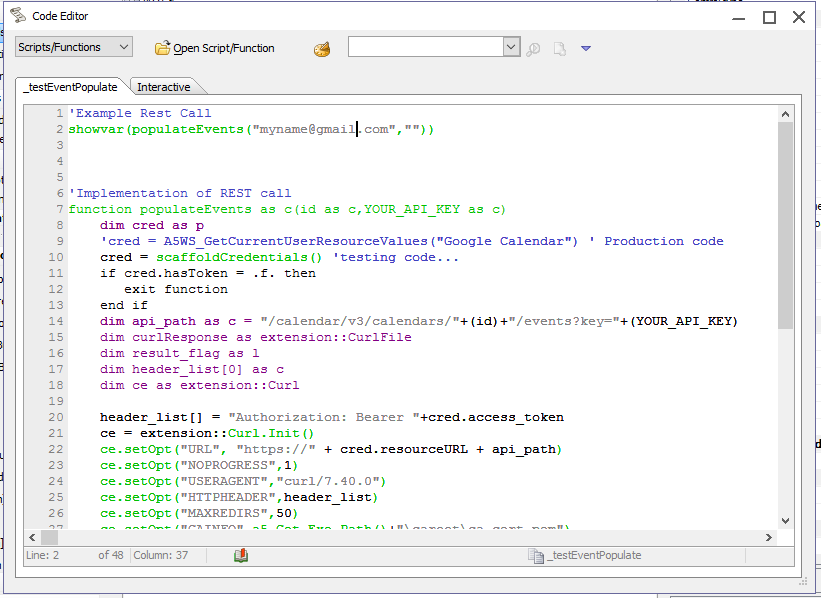 Code Editor
Scripts/Functions Open Script/Function
_testEventPopulate Interactive
1 'Example Rest Call
2 showvar(populateEvents("myname@gmail.com",""))
3
4
5
6 'Implementation of REST call
7 function populateEvents as c(id as c,YOUR_API_KEY as c)
8 dim cred as p
9 'cred = A5WS_GetCurrentUserResourceValues("Google Calendar") ' Production code
10 cred = scaffoldCredentials() 'testing code...
11 if cred.hasToken = .f. then
12 exit function
13 end if
14 dim api_path as c = "/calendar/v3/calendars/"+(id)+"/events?key="+(YOUR_API_KEY)
15 dim curlResponse as extension::CurlFile
16 dim result_flag as l
17 dim header_list[0] as c
18 dim ce as extension::Curl
19
20 header_list[] = "Authorization: Bearer "+cred.access_token
21 ce = extension::Curl.Init()
22 ce.setOpt("URL", "https://" + cred.resourceURL + api_path)
23 ce.setOpt("NOPROGRESS",1)
24 ce.setOpt("USERAGENT","curl/7.40.0")
25 ce.setOpt("HTTPHEADER",header_list)
26 ce.setOpt("MAXREDIRS",50)
Line: 2 of 48 Column: 37 _testEventPopulate